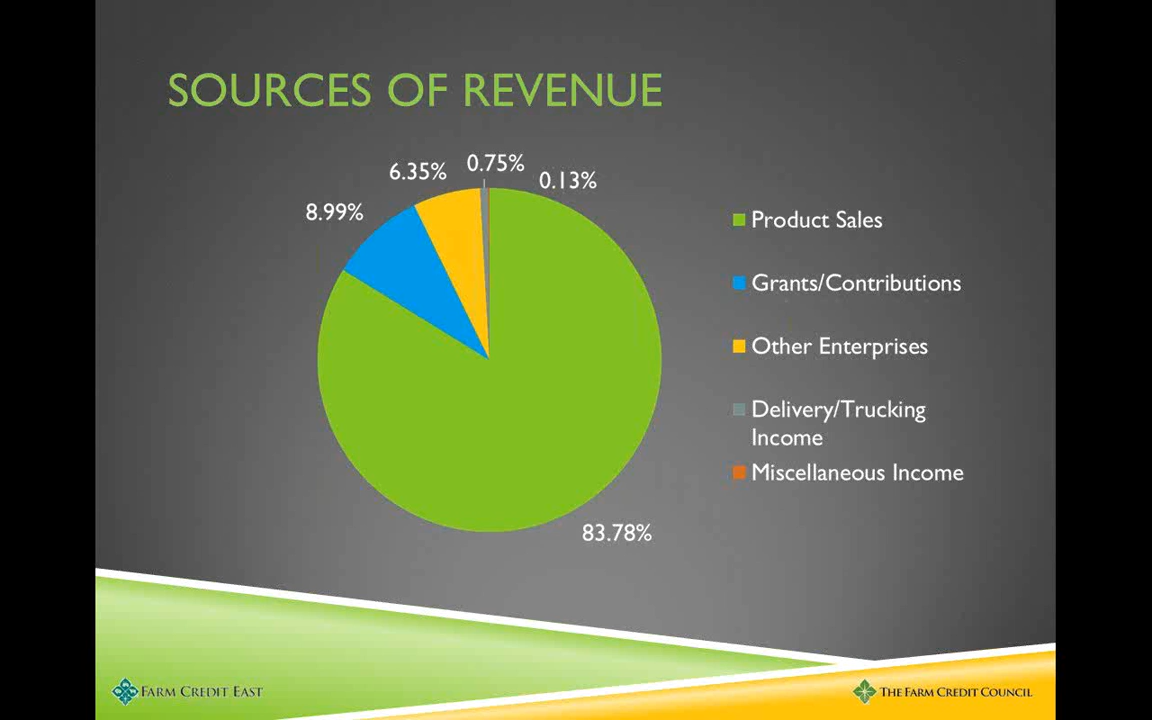 SOURCES OF REVENUE
0.75%
6.35%
0.13%
8.99%
83.78%
Product Sales
Grants/Contributions
Other Enterprises
Delivery/Trucking
Income
Miscellaneous Income
FARM CREDIT EAST
THE FARM CREDIT COUNCIL